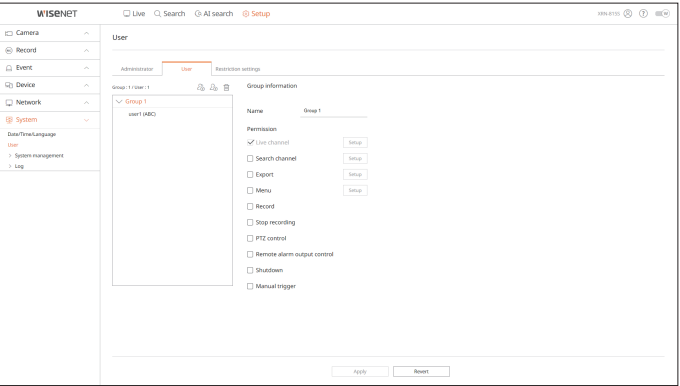 WISENET
Live Search AI search Setup
XRN-815S
Camera
Record
Event
Device
Network
System
Date/Time/Language
User
System management
Log
User
Administrator User Restriction settings
Group : 1 / User : 1
Group 1
user1 (ABC)
Group information
Name Group 1
Permission
Live channel Setup
Search channel Setup
Export Setup
Menu Setup
Record
Stop recording
PTZ control
Remote alarm output control
Shutdown
Manual trigger
Apply Revert